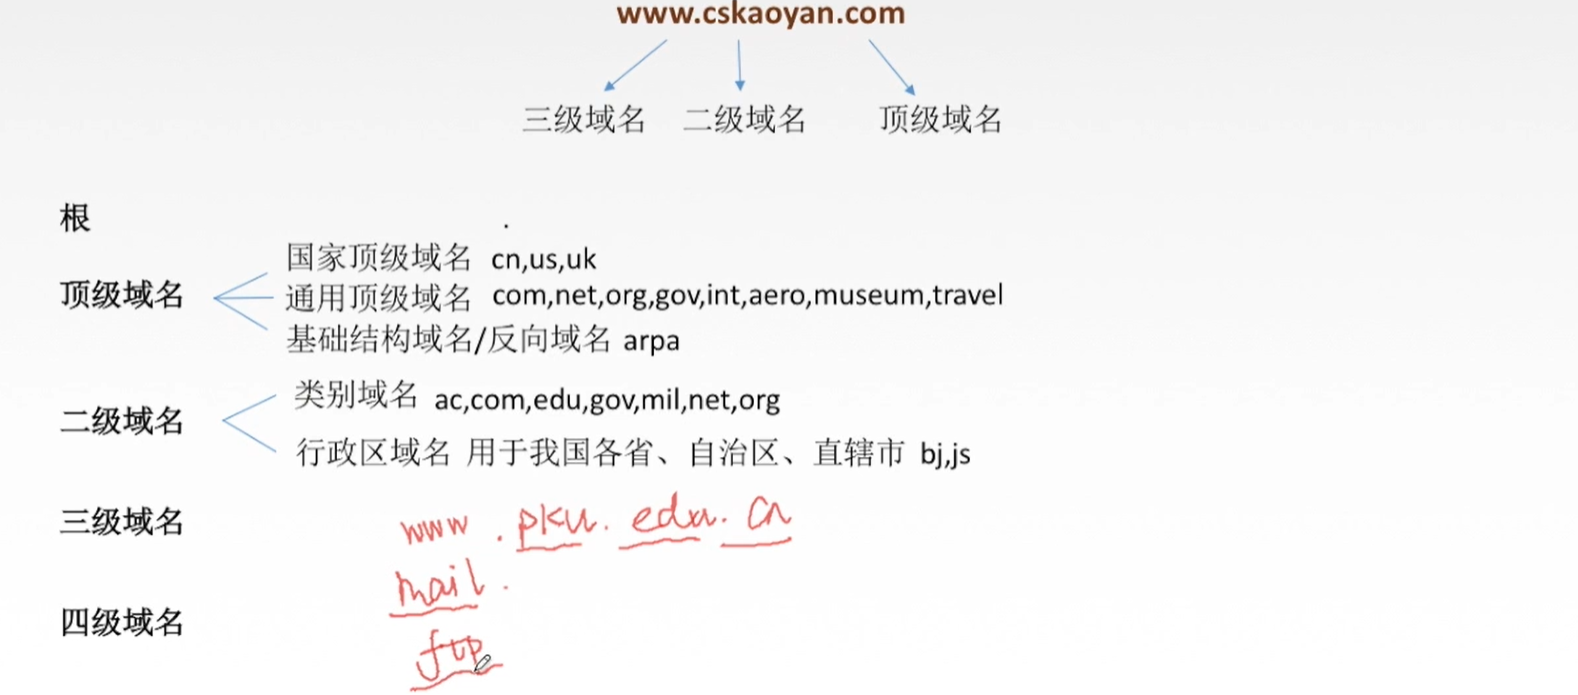 www.cskaoyan.com
三级域名 二级域名 顶级域名
根 .
国家顶级域名 cn,us,uk
顶级域名 通用顶级域名 com,net,org,gov,int,aero,museum,travel
基础结构域名/反向域名 arpa
类别域名 ac,com,edu,gov,mil,net,org
二级域名
行政区域名 用于我国各省、自治区、直辖市 bj,js
三级域名 www.pku.edu.cn
mail.
四级域名
ftp